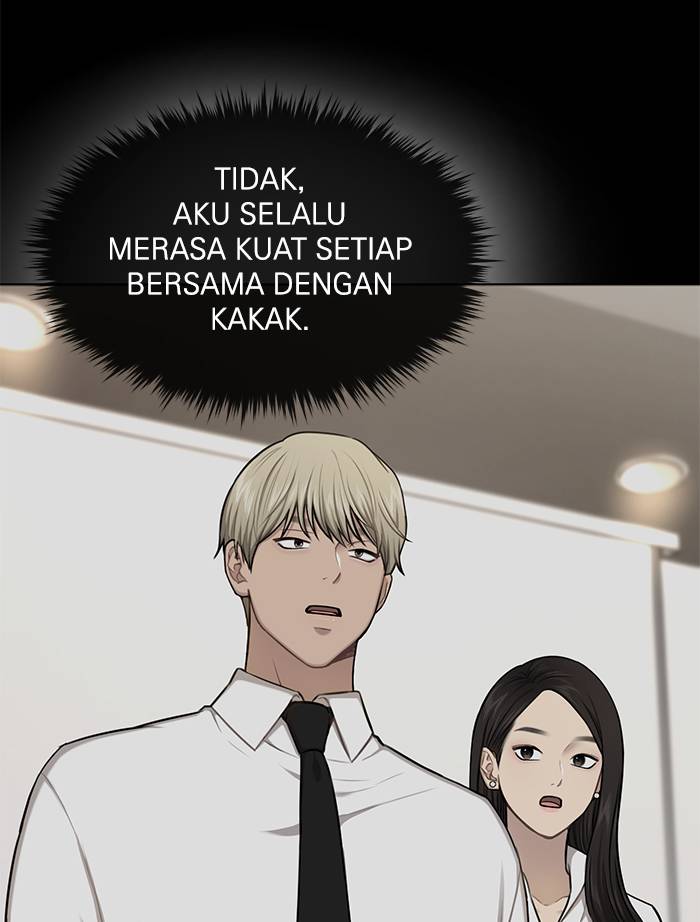 TIDAK,
AKU SELALU
MERASA KUAT SETIAP
BERSAMA DENGAN
KAKAK.